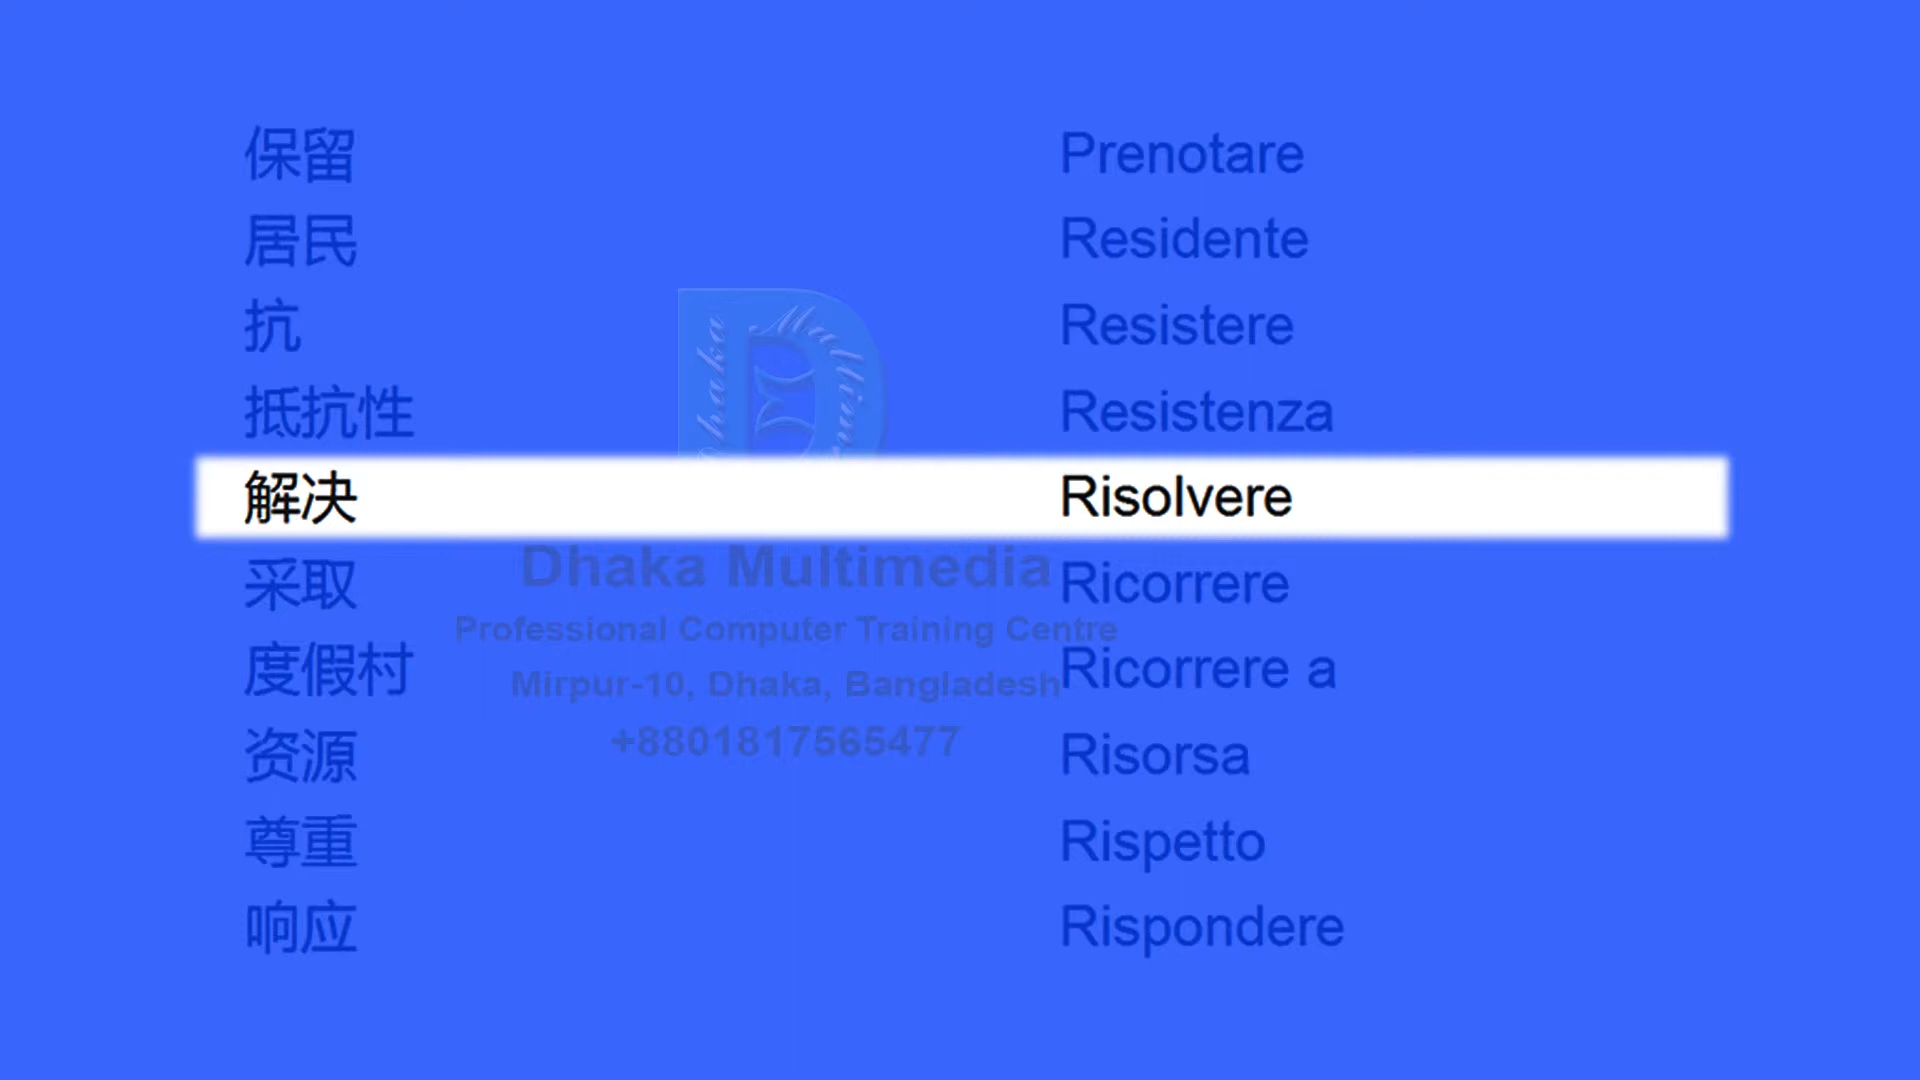 保留 Prenotare
居民 Residente
抗 Resistere
抵抗性 Resistenza
解决 Risolvere
采取 Ricorrere
度假村 Ricorrere a
资源 Risorsa
尊重 Rispetto
响应 Rispondere
Dhaka Multimedia
Professional Computer Training Centre
Mirpur-10, Dhaka, Bangladesh
+8801817565477